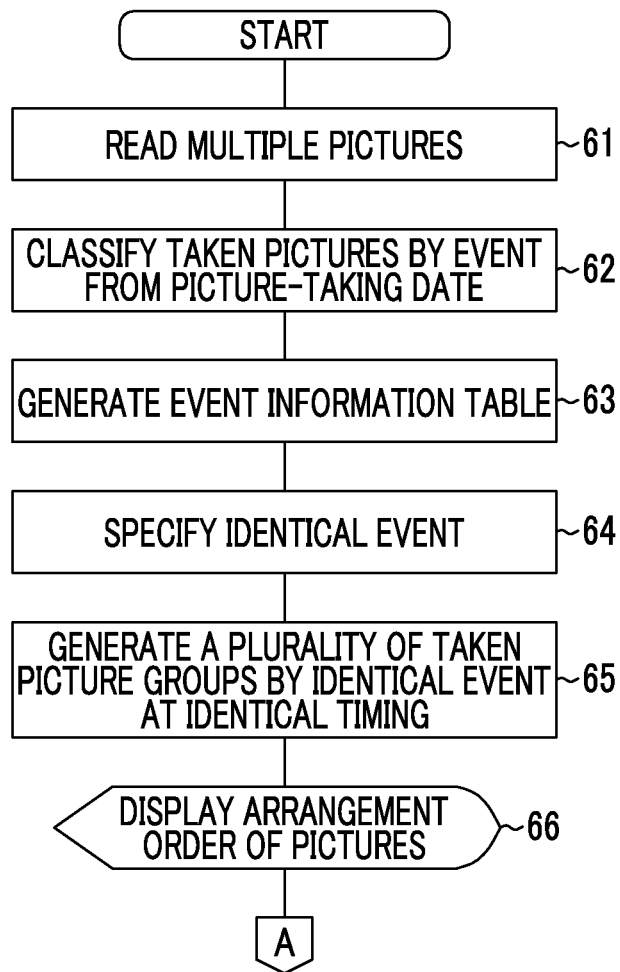 START
READ MULTIPLE PICTURES
~61
CLASSIFY TAKEN PICTURES BY EVENT
FROM PICTURE-TAKING DATE
~62
GENERATE EVENT INFORMATION TABLE
~63
SPECIFY IDENTICAL EVENT
~64
GENERATE A PLURALITY OF TAKEN
PICTURE GROUPS BY IDENTICAL EVENT
AT IDENTICAL TIMING
~65
DISPLAY ARRANGEMENT
ORDER OF PICTURES
~66
A